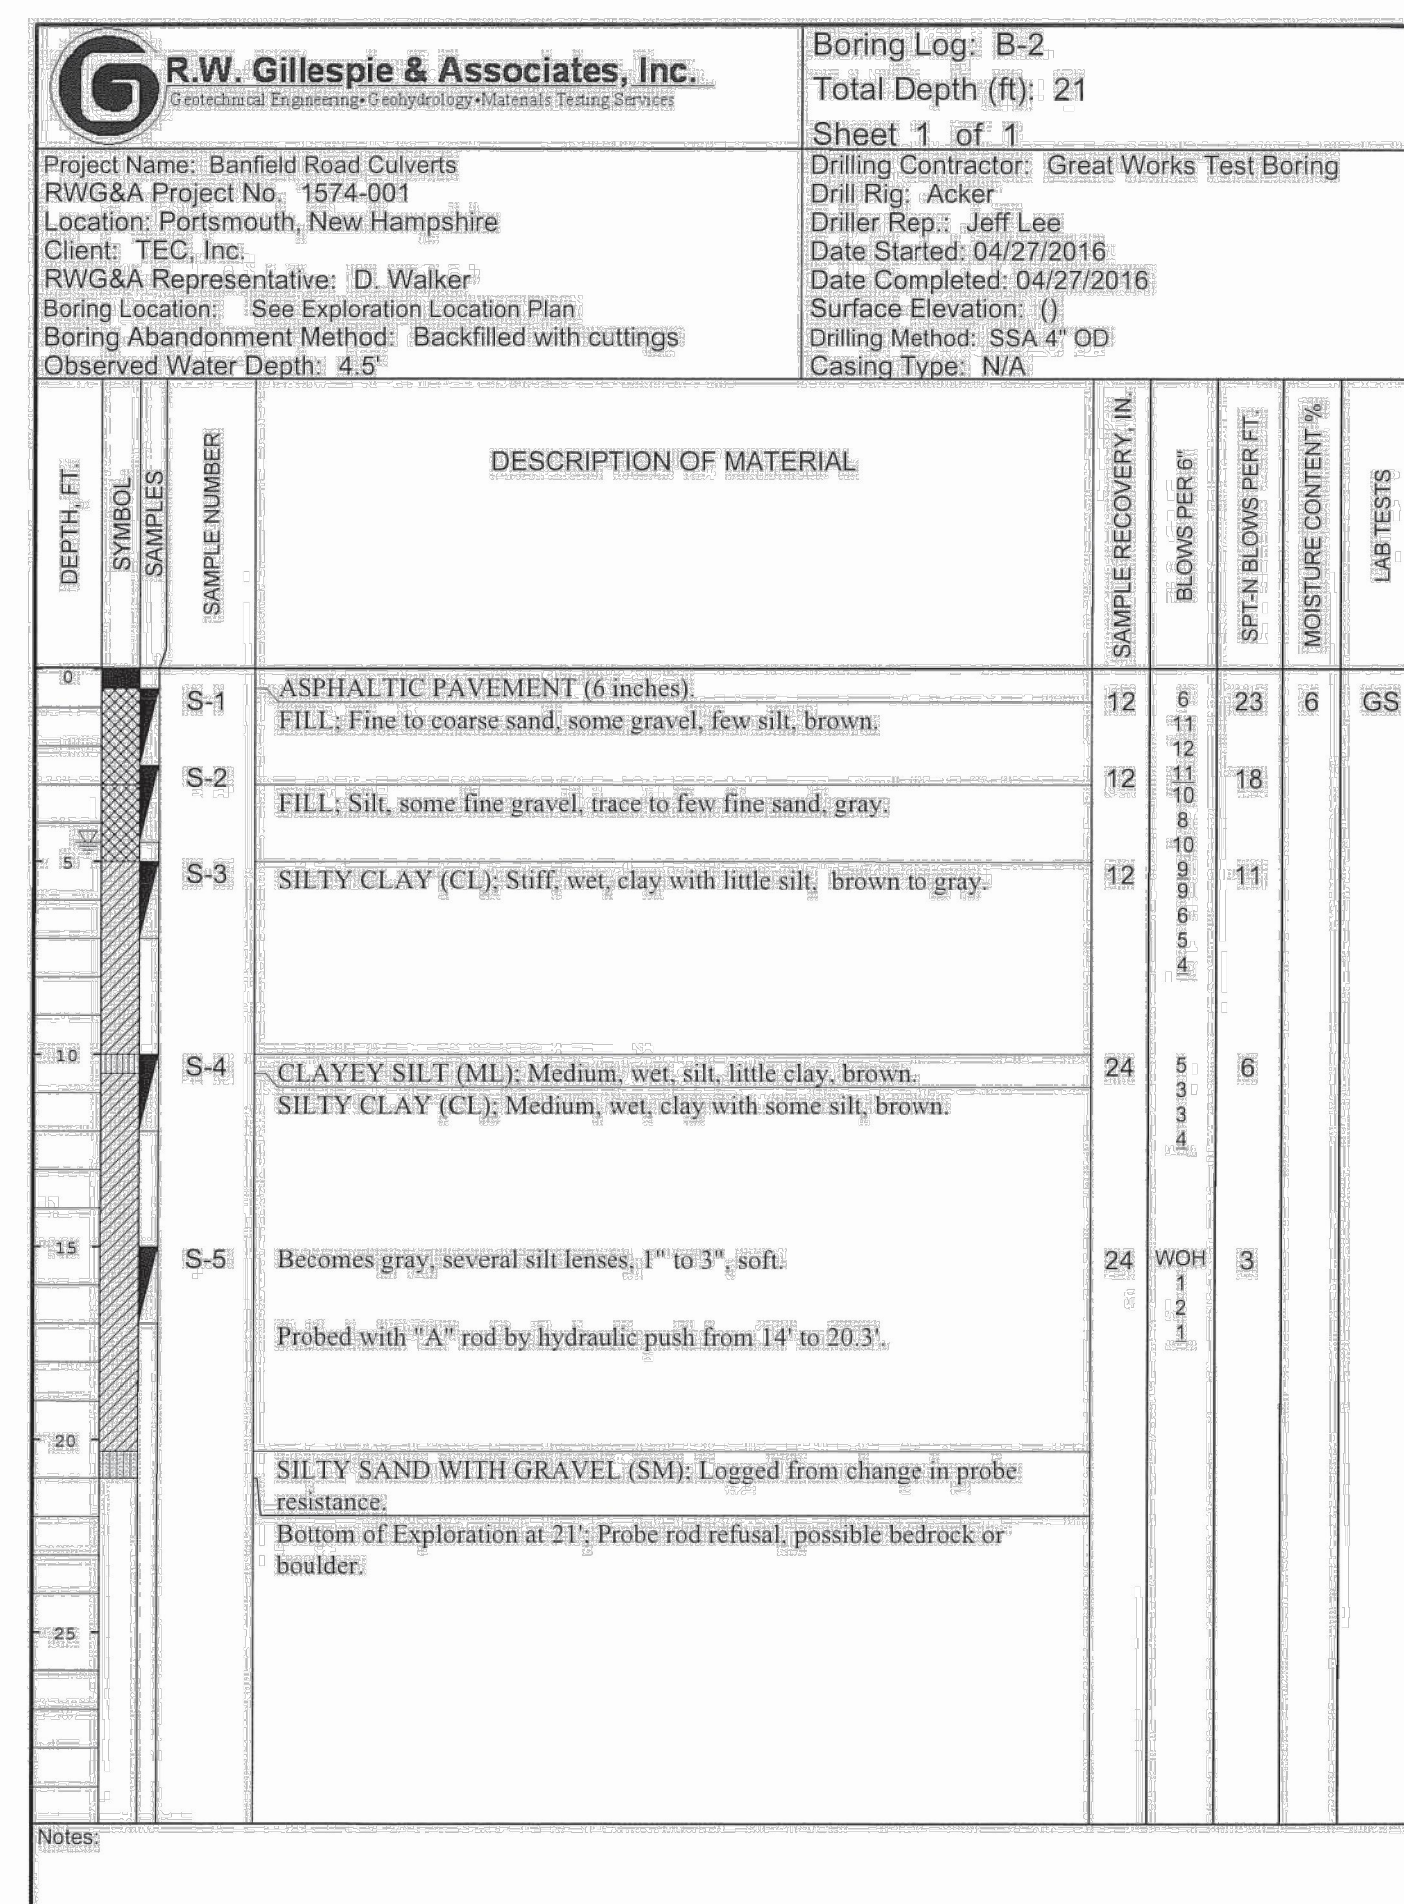 G R.W. Gillespie & Associates, Inc.
Geotechnical Engineering•Geohydrology•Materials Testing Services
Boring Log: B-2
Total Depth (ft): 21
Sheet 1 of 1
Project Name: Banfield Road Culverts
RWG&A Project No. 1574-001
Location: Portsmouth, New Hampshire
Client: TEC, Inc.
RWG&A Representative: D. Walker
Boring Location: See Exploration Location Plan
Boring Abandonment Method: Backfilled with cuttings
Observed Water Depth: 4.5'
Drilling Contractor: Great Works Test Boring
Drill Rig: Acker
Driller Rep.: Jeff Lee
Date Started: 04/27/2016
Date Completed: 04/27/2016
Surface Elevation: ()
Drilling Method: SSA 4" OD
Casing Type: N/A
DEPTH, FT.
SYMBOL
SAMPLES
SAMPLE NUMBER
DESCRIPTION OF MATERIAL
SAMPLE RECOVERY, IN.
BLOWS PER 6"
SPT-N BLOWS PER FT.
MOISTURE CONTENT %
LAB TESTS
0
S-1 ASPHALTIC PAVEMENT (6 inches). 12 6 23 6 GS
FILL; Fine to coarse sand, some gravel, few silt, brown. 11
12
S-2 12 11 18
10
FILL; Silt, some fine gravel, trace to few fine sand, gray. 8
10
5 S-3 12 9 11
SILTY CLAY (CL); Stiff, wet, clay with little silt, brown to gray. 9
6
5
4
10 S-4 24 5 6
CLAYEY SILT (ML); Medium, wet, silt, little clay, brown. 3
SILTY CLAY (CL); Medium, wet, clay with some silt, brown. 3
4
15 S-5 Becomes gray, several silt lenses, 1" to 3", soft. 24 WOH 3
1
2
Probed with "A" rod by hydraulic push from 14' to 20.3'. 1
20
SILTY SAND WITH GRAVEL (SM); Logged from change in probe
resistance.
Bottom of Exploration at 21'; Probe rod refusal, possible bedrock or
boulder.
25
Notes: